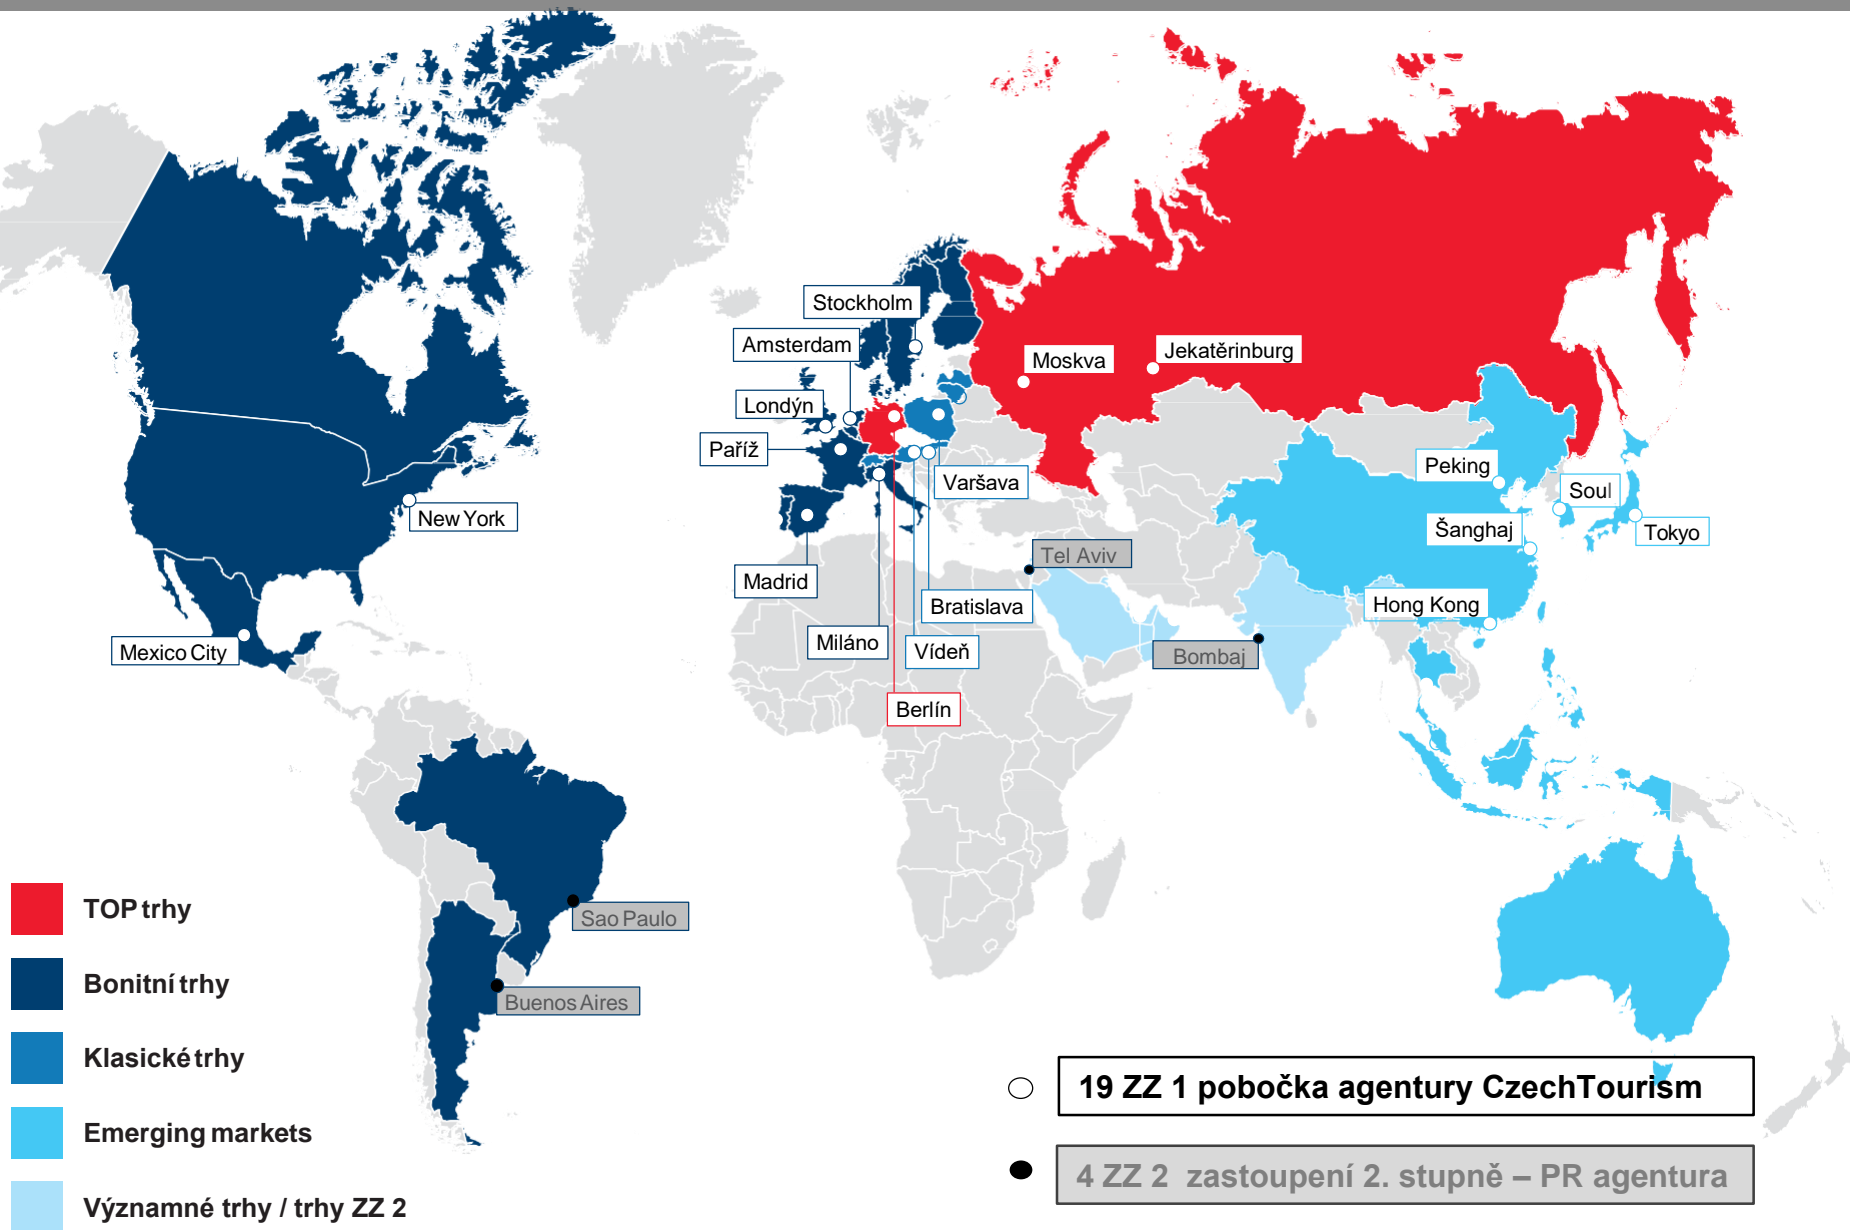 Stockholm
Amsterdam
Londýn
Paříž
Moskva
Jekatěrinburg
New York
Mexico City
Madrid
Miláno
Vídeň
Bratislava
Varšava
Berlín
Tel Aviv
Bombaj
Peking
Soul
Šanghaj
Tokyo
Hong Kong
Sao Paulo
Buenos Aires
TOP trhy
Bonitní trhy
Klasické trhy
Emerging markets
Významné trhy / trhy ZZ 2
19 ZZ 1 pobočka agentury CzechTourism
4 ZZ 2 zastoupení 2. stupně – PR agentura